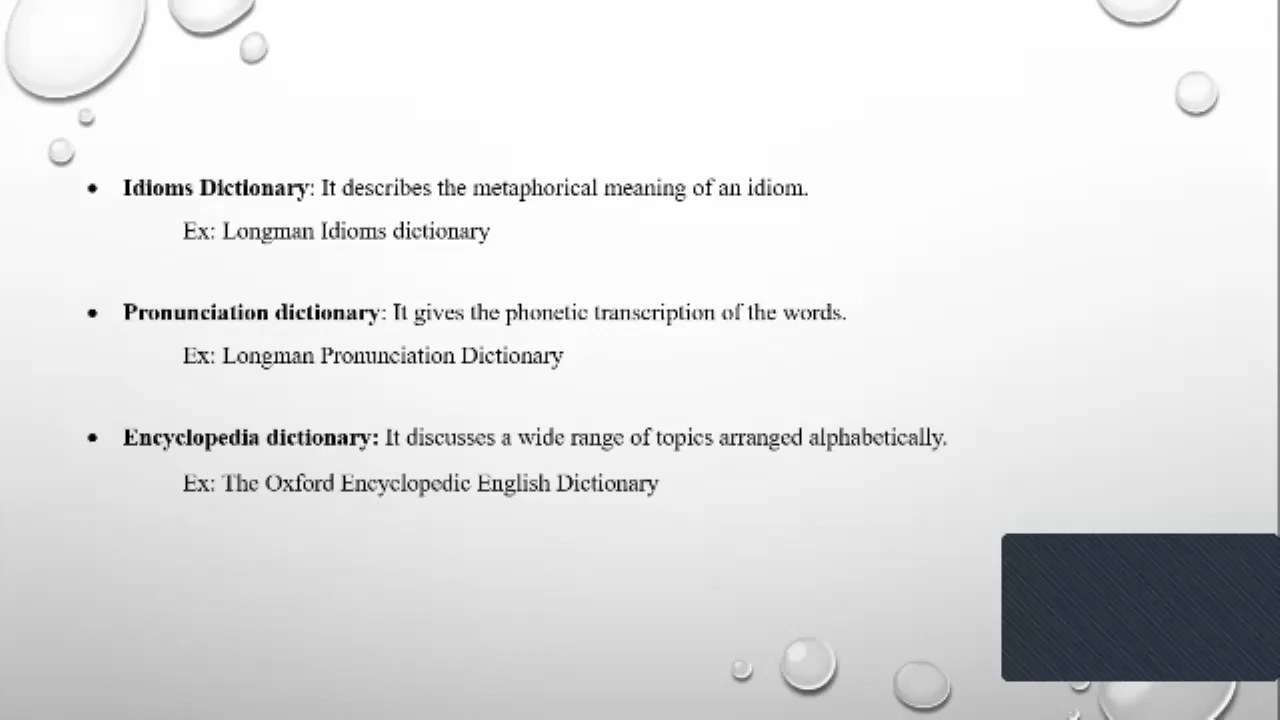 • Idioms Dictionary: It describes the metaphorical meaning of an idiom.
Ex: Longman Idioms dictionary
• Pronunciation dictionary: It gives the phonetic transcription of the words.
Ex: Longman Pronunciation Dictionary
• Encyclopedia dictionary: It discusses a wide range of topics arranged alphabetically.
Ex: The Oxford Encyclopedic English Dictionary